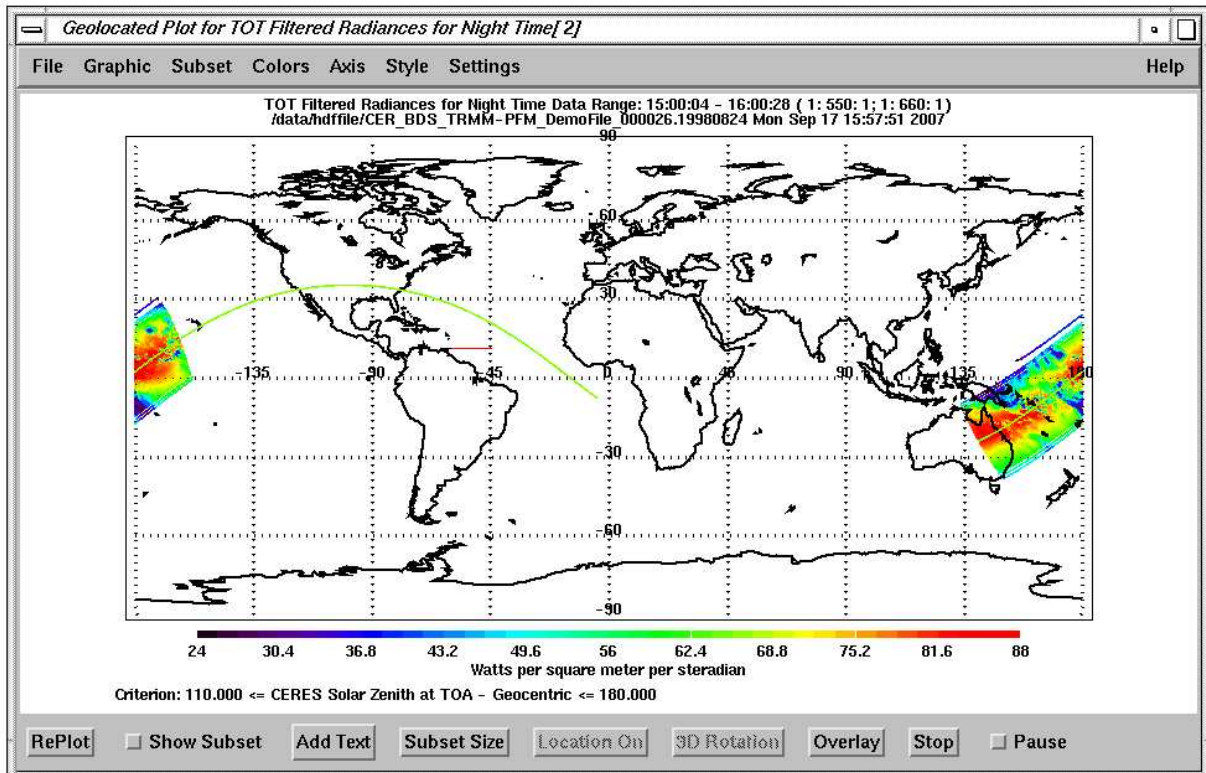 Geolocated Plot for TOT Filtered Radiances for Night Time[ 2]
File Graphic Subset Colors Axis Style Settings Help
TOT Filtered Radiances for Night Time Data Range: 15:00:04 - 16:00:28 ( 1: 550: 1; 1: 660: 1)
/data/hdffile/CER_BDS_TRMM-PFM_DemoFile_000026.19980824 Mon Sep 17 15:57:51 2007
90
60
30
-135 -90 -45 0 45 90 135 180
-30
-60
-90
24 30.4 36.8 43.2 49.6 56 62.4 68.8 75.2 81.6 88
Watts per square meter per steradian
Criterion: 110.000 <= CERES Solar Zenith at TOA - Geocentric <= 180.000
RePlot Show Subset Add Text Subset Size Location On 3D Rotation Overlay Stop Pause